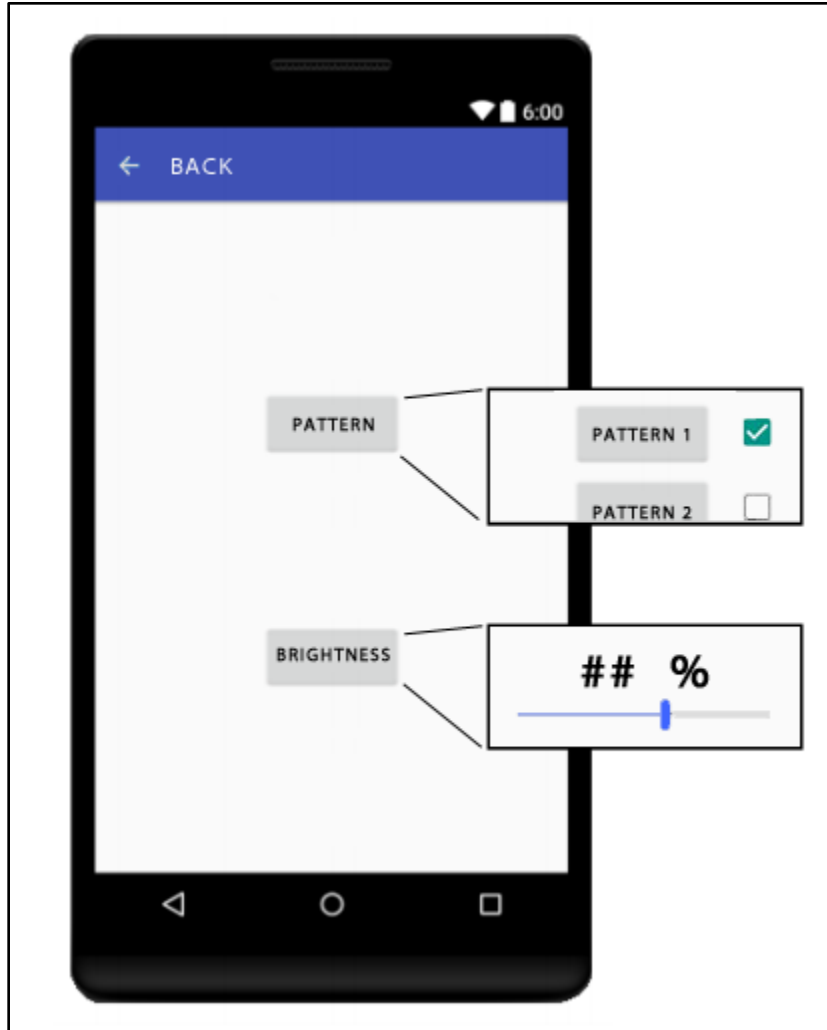 6:00
BACK
PATTERN
PATTERN 1
PATTERN 2
BRIGHTNESS
## %